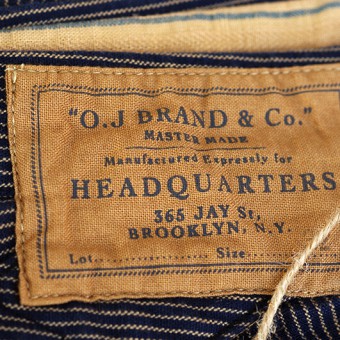 "O.J BRAND & Co."
MASTER MADE
Manufactured Expressly for
HEADQUARTERS
365 JAY St,
BROOKLYN, N.Y.
Lot........ Size........